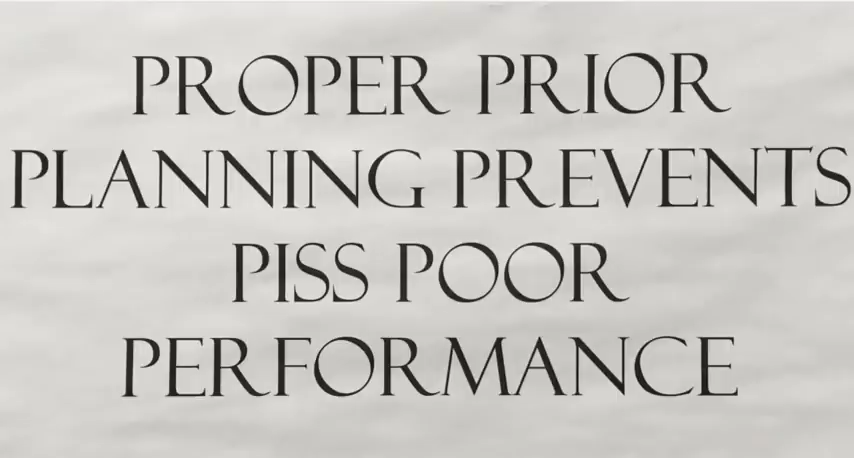 PROPER PRIOR
PLANNING PREVENTS
PISS POOR
PERFORMANCE